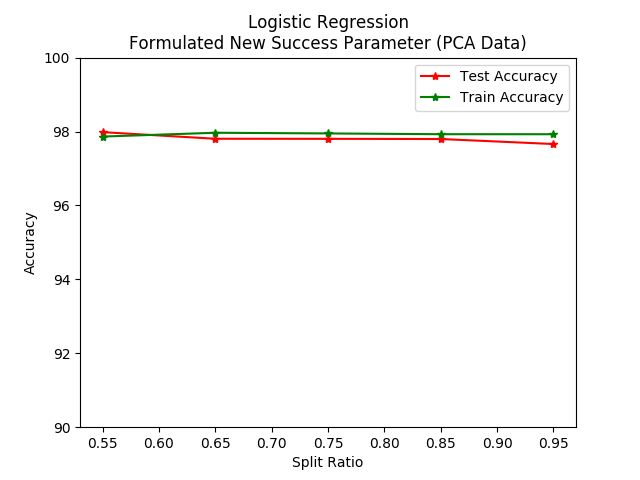 Logistic Regression
Formulated New Success Parameter (PCA Data)
100
98
96
94
92
90
Accuracy
Test Accuracy
Train Accuracy
0.55 0.60 0.65 0.70 0.75 0.80 0.85 0.90 0.95
Split Ratio